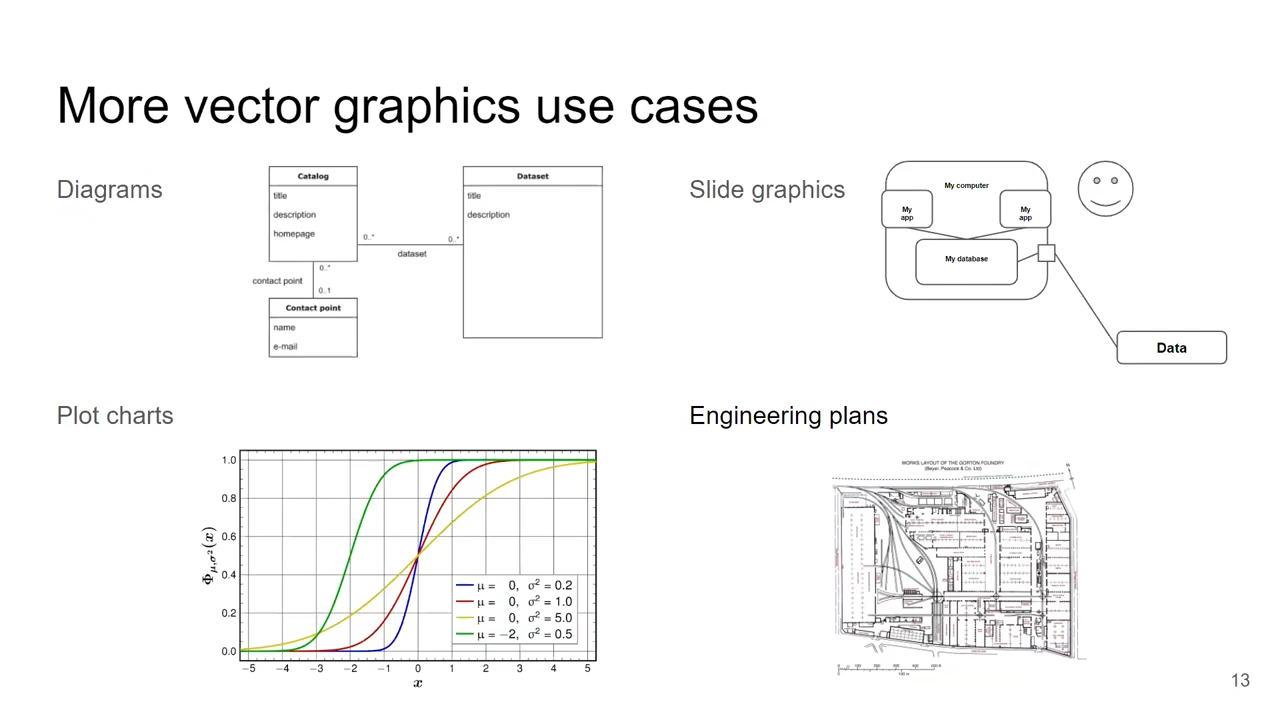 More vector graphics use cases
Diagrams
Catalog
title
description
homepage
Dataset
title
description
0..*
0..*
dataset
contact point
0..*
0..1
Contact point
name
e-mail
Slide graphics
My computer
My
app
My
app
My database
Data
Plot charts
1.0
0.8
0.6
0.4
0.2
0.0
Φμ,σ²(x)
μ = 0, σ² = 0.2
μ = 0, σ² = 1.0
μ = 0, σ² = 5.0
μ = −2, σ² = 0.5
−5 −4 −3 −2 −1 0 1 2 3 4 5
x
Engineering plans
WORKS LAYOUT OF THE GORTON FOUNDRY
(Beyer, Peacock & Co. Ltd)
13